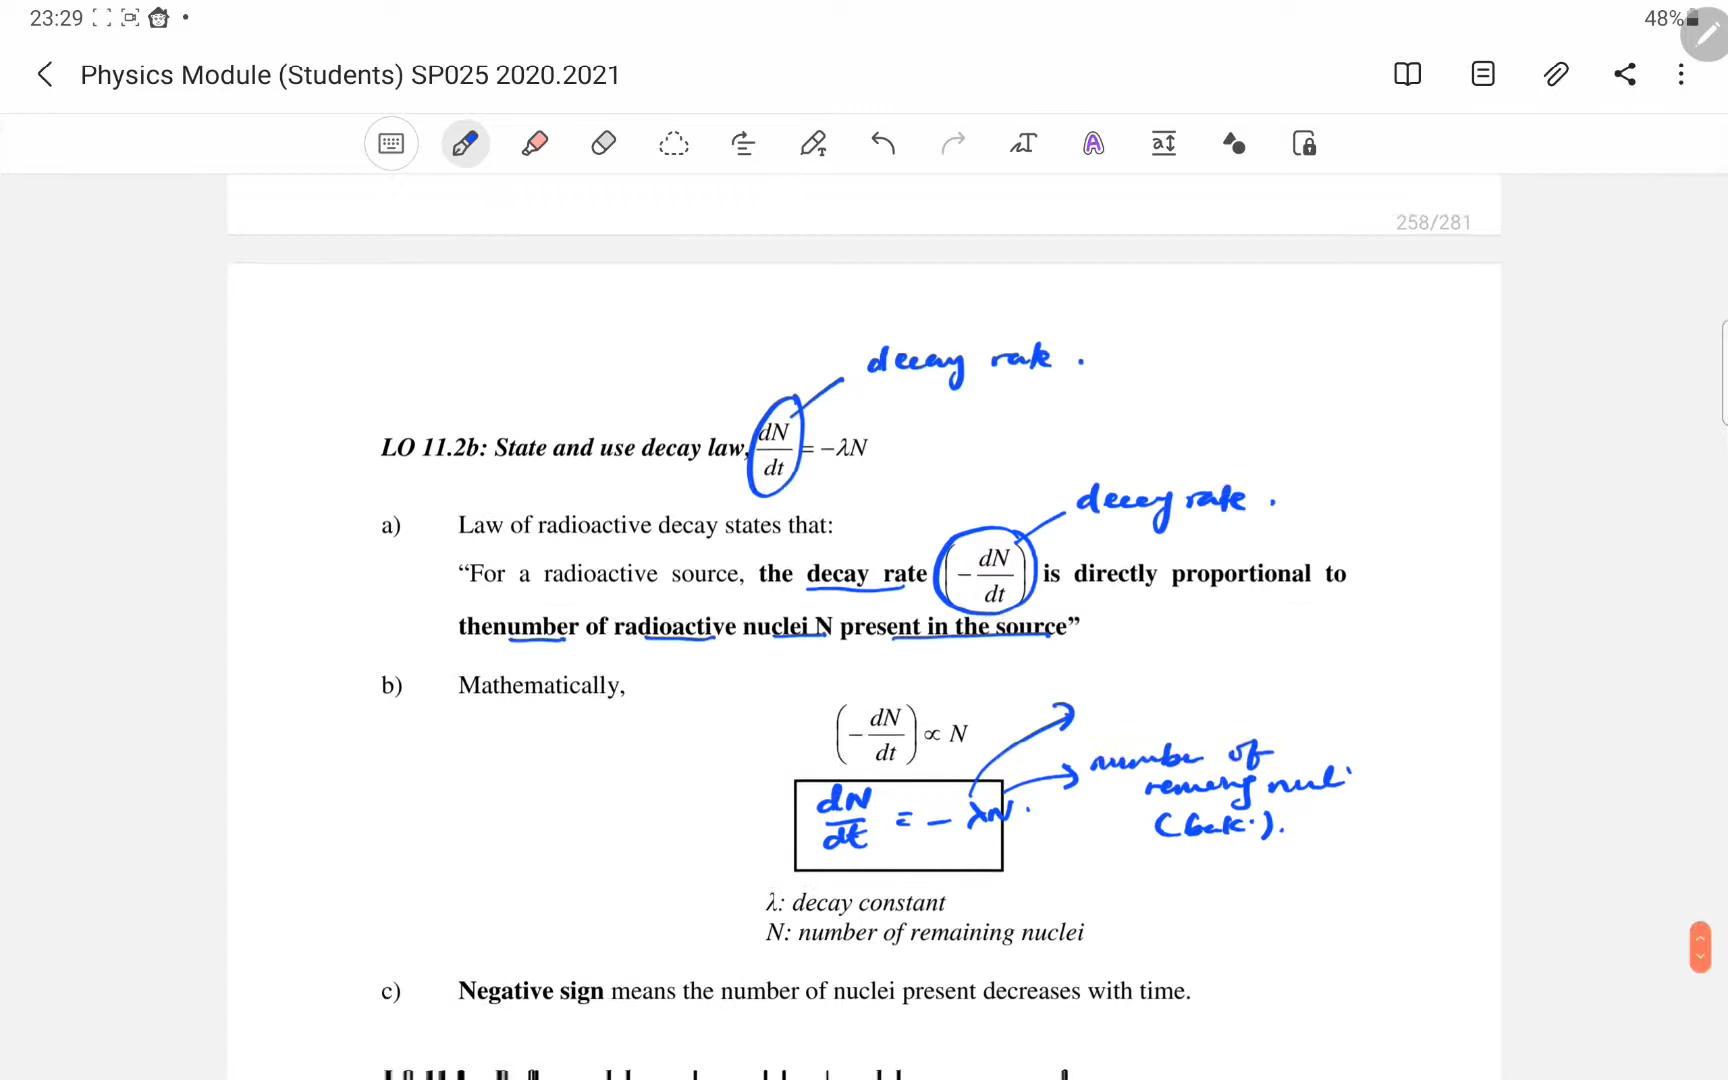 23:29
48%
Physics Module (Students) SP025 2020.2021
258/281
decay rate .
LO 11.2b: State and use decay law, dN/dt = −λN
decay rate .
a) Law of radioactive decay states that:
“For a radioactive source, the decay rate (−dN/dt) is directly proportional to
thenumber of radioactive nuclei N present in the source”
b) Mathematically,
(−dN/dt) ∝ N
number of
nuclei
dN/dt = − λN.
λ: decay constant
N: number of remaining nuclei
c) Negative sign means the number of nuclei present decreases with time.